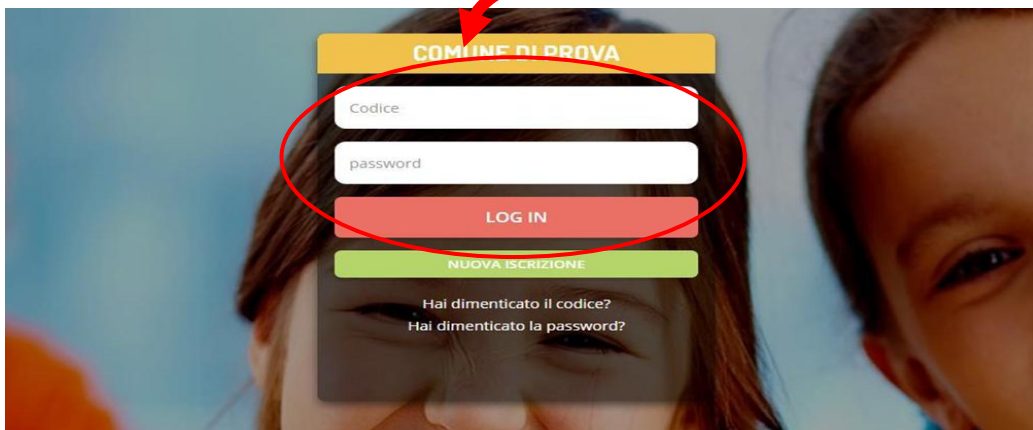 COMUNE DI PROVA
Codice
password
LOG IN
NUOVA ISCRIZIONE
Hai dimenticato il codice?
Hai dimenticato la password?